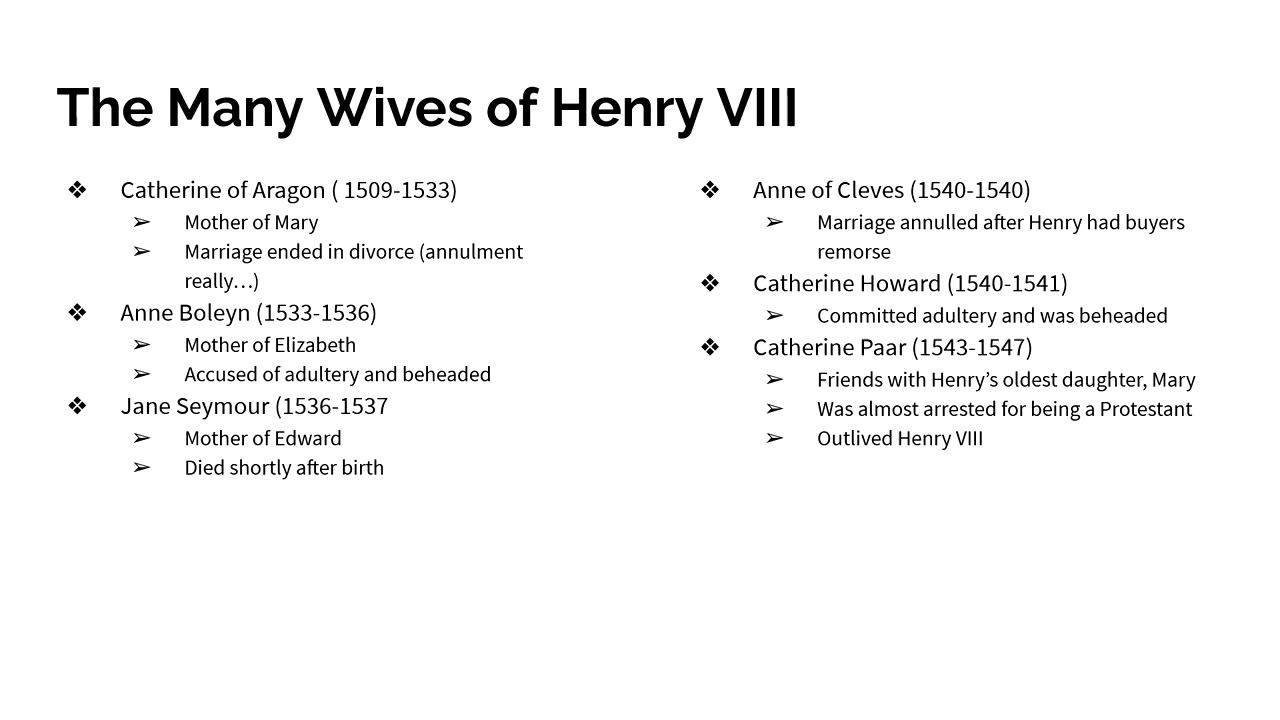 The Many Wives of Henry VIII
❖ Catherine of Aragon ( 1509-1533)
➢ Mother of Mary
➢ Marriage ended in divorce (annulment
really…)
❖ Anne Boleyn (1533-1536)
➢ Mother of Elizabeth
➢ Accused of adultery and beheaded
❖ Jane Seymour (1536-1537
➢ Mother of Edward
➢ Died shortly after birth
❖ Anne of Cleves (1540-1540)
➢ Marriage annulled after Henry had buyers
remorse
❖ Catherine Howard (1540-1541)
➢ Committed adultery and was beheaded
❖ Catherine Paar (1543-1547)
➢ Friends with Henry’s oldest daughter, Mary
➢ Was almost arrested for being a Protestant
➢ Outlived Henry VIII